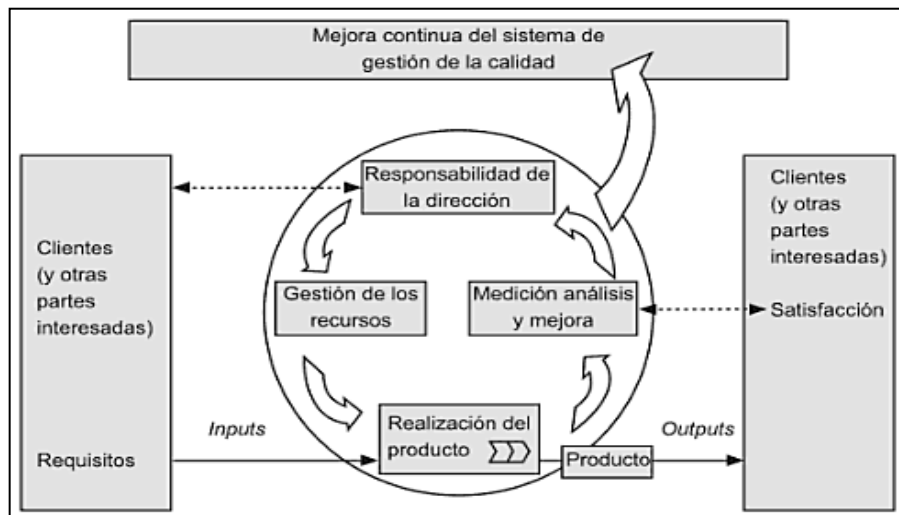 Mejora continua del sistema de
gestión de la calidad
Responsabilidad de
la dirección
Clientes
(y otras
partes
interesadas)
Requisitos
Gestión de los
recursos
Medición análisis
y mejora
Realización del
producto
Inputs
Producto
Outputs
Clientes
(y otras
partes
interesadas)
Satisfacción